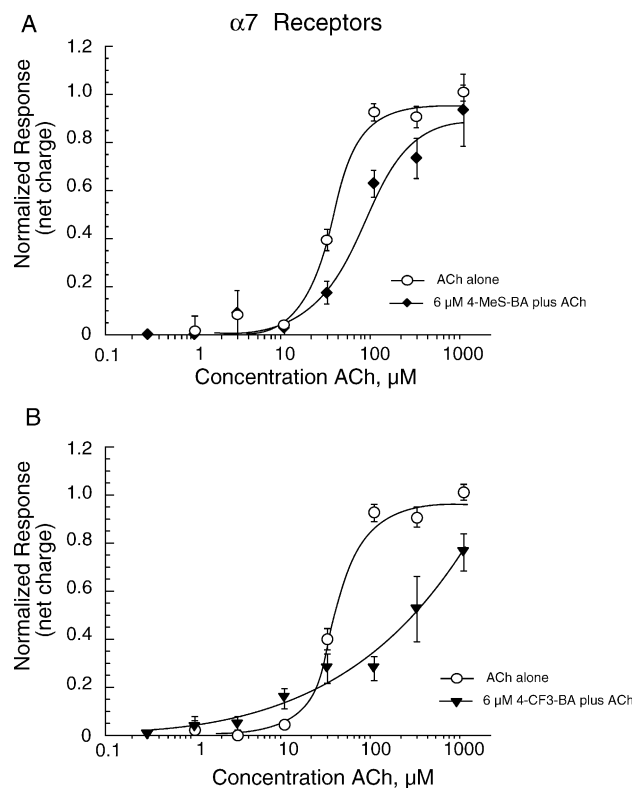 A
α7 Receptors
1.2
1.0
0.8
0.6
0.4
0.2
0
Normalized Response
(net charge)
ACh alone
6 µM 4-MeS-BA plus ACh
0.1
1
10
100
1000
Concentration ACh, µM
B
1.2
1.0
0.8
0.6
0.4
0.2
0
Normalized Response
(net charge)
ACh alone
6 µM 4-CF3-BA plus ACh
0.1
1
10
100
1000
Concentration ACh, µM